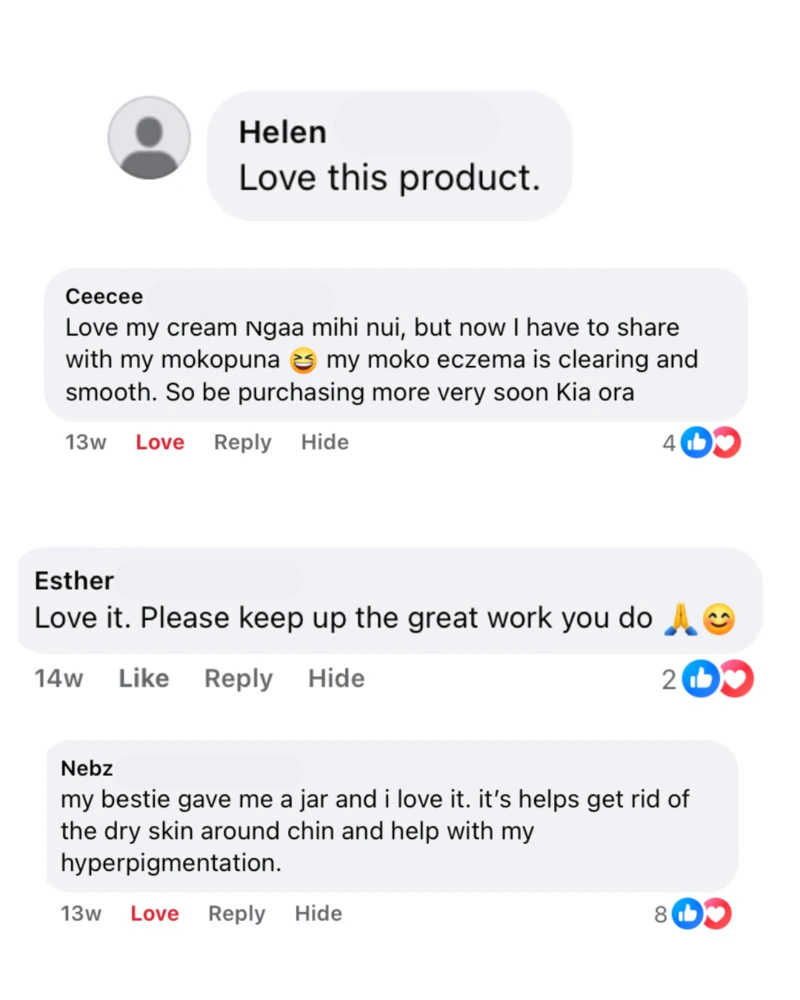 Helen
Love this product.
Ceecee
Love my cream Ngaa mihi nui, but now I have to share
with my mokopuna 😆 my moko eczema is clearing and
smooth. So be purchasing more very soon Kia ora
13w Love Reply Hide 4
Esther
Love it. Please keep up the great work you do 🙏😊
14w Like Reply Hide 2
Nebz
my bestie gave me a jar and i love it. it’s helps get rid of
the dry skin around chin and help with my
hyperpigmentation.
13w Love Reply Hide 8